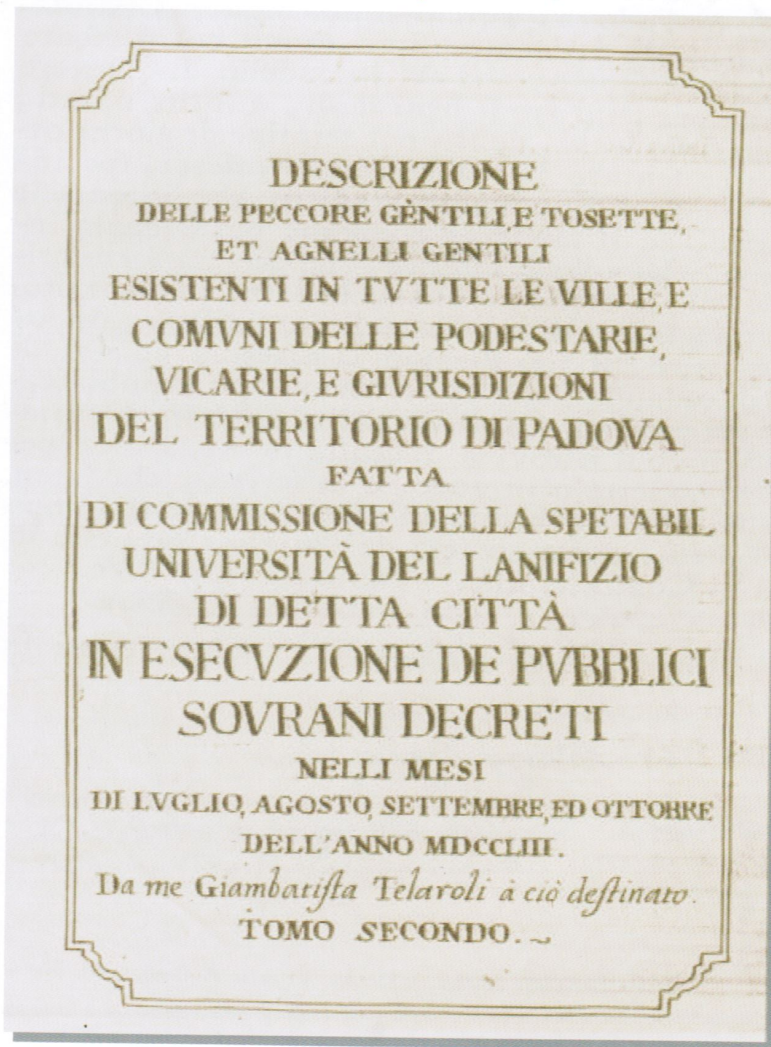 DESCRIZIONE
DELLE PECCORE GÈNTILI, E TOSETTE,
ET AGNELLI GENTILI
ESISTENTI IN TVTTE LE VILLE, E
COMVNI DELLE PODESTARIE,
VICARIE, E GIVRISDIZIONI
DEL TERRITORIO DI PADOVA
FATTA
DI COMMISSIONE DELLA SPETABIL
UNIVERSITÀ DEL LANIFIZIO
DI DETTA CITTÀ
IN ESECVZIONE DE PVBBLICI
SOVRANI DECRETI
NELLI MESI
DI LVGLIO, AGOSTO, SETTEMBRE, ED OTTOBRE
DELL'ANNO MDCCLIII.
Da me Giambatiſta Telaroli à ciò deſtinato.
TOMO SECONDO.